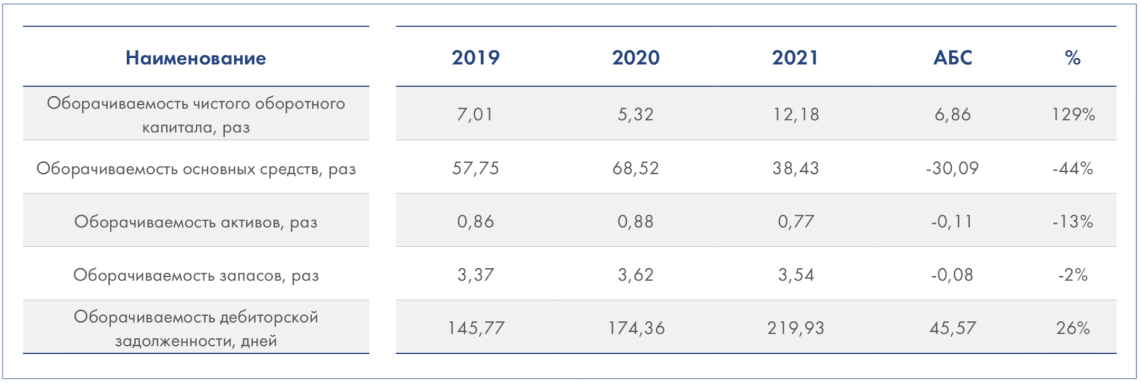 Наименование 2019 2020 2021 АБС %
Оборачиваемость чистого оборотного
капитала, раз 7,01 5,32 12,18 6,86 129%
Оборачиваемость основных средств, раз 57,75 68,52 38,43 -30,09 -44%
Оборачиваемость активов, раз 0,86 0,88 0,77 -0,11 -13%
Оборачиваемость запасов, раз 3,37 3,62 3,54 -0,08 -2%
Оборачиваемость дебиторской
задолженности, дней 145,77 174,36 219,93 45,57 26%